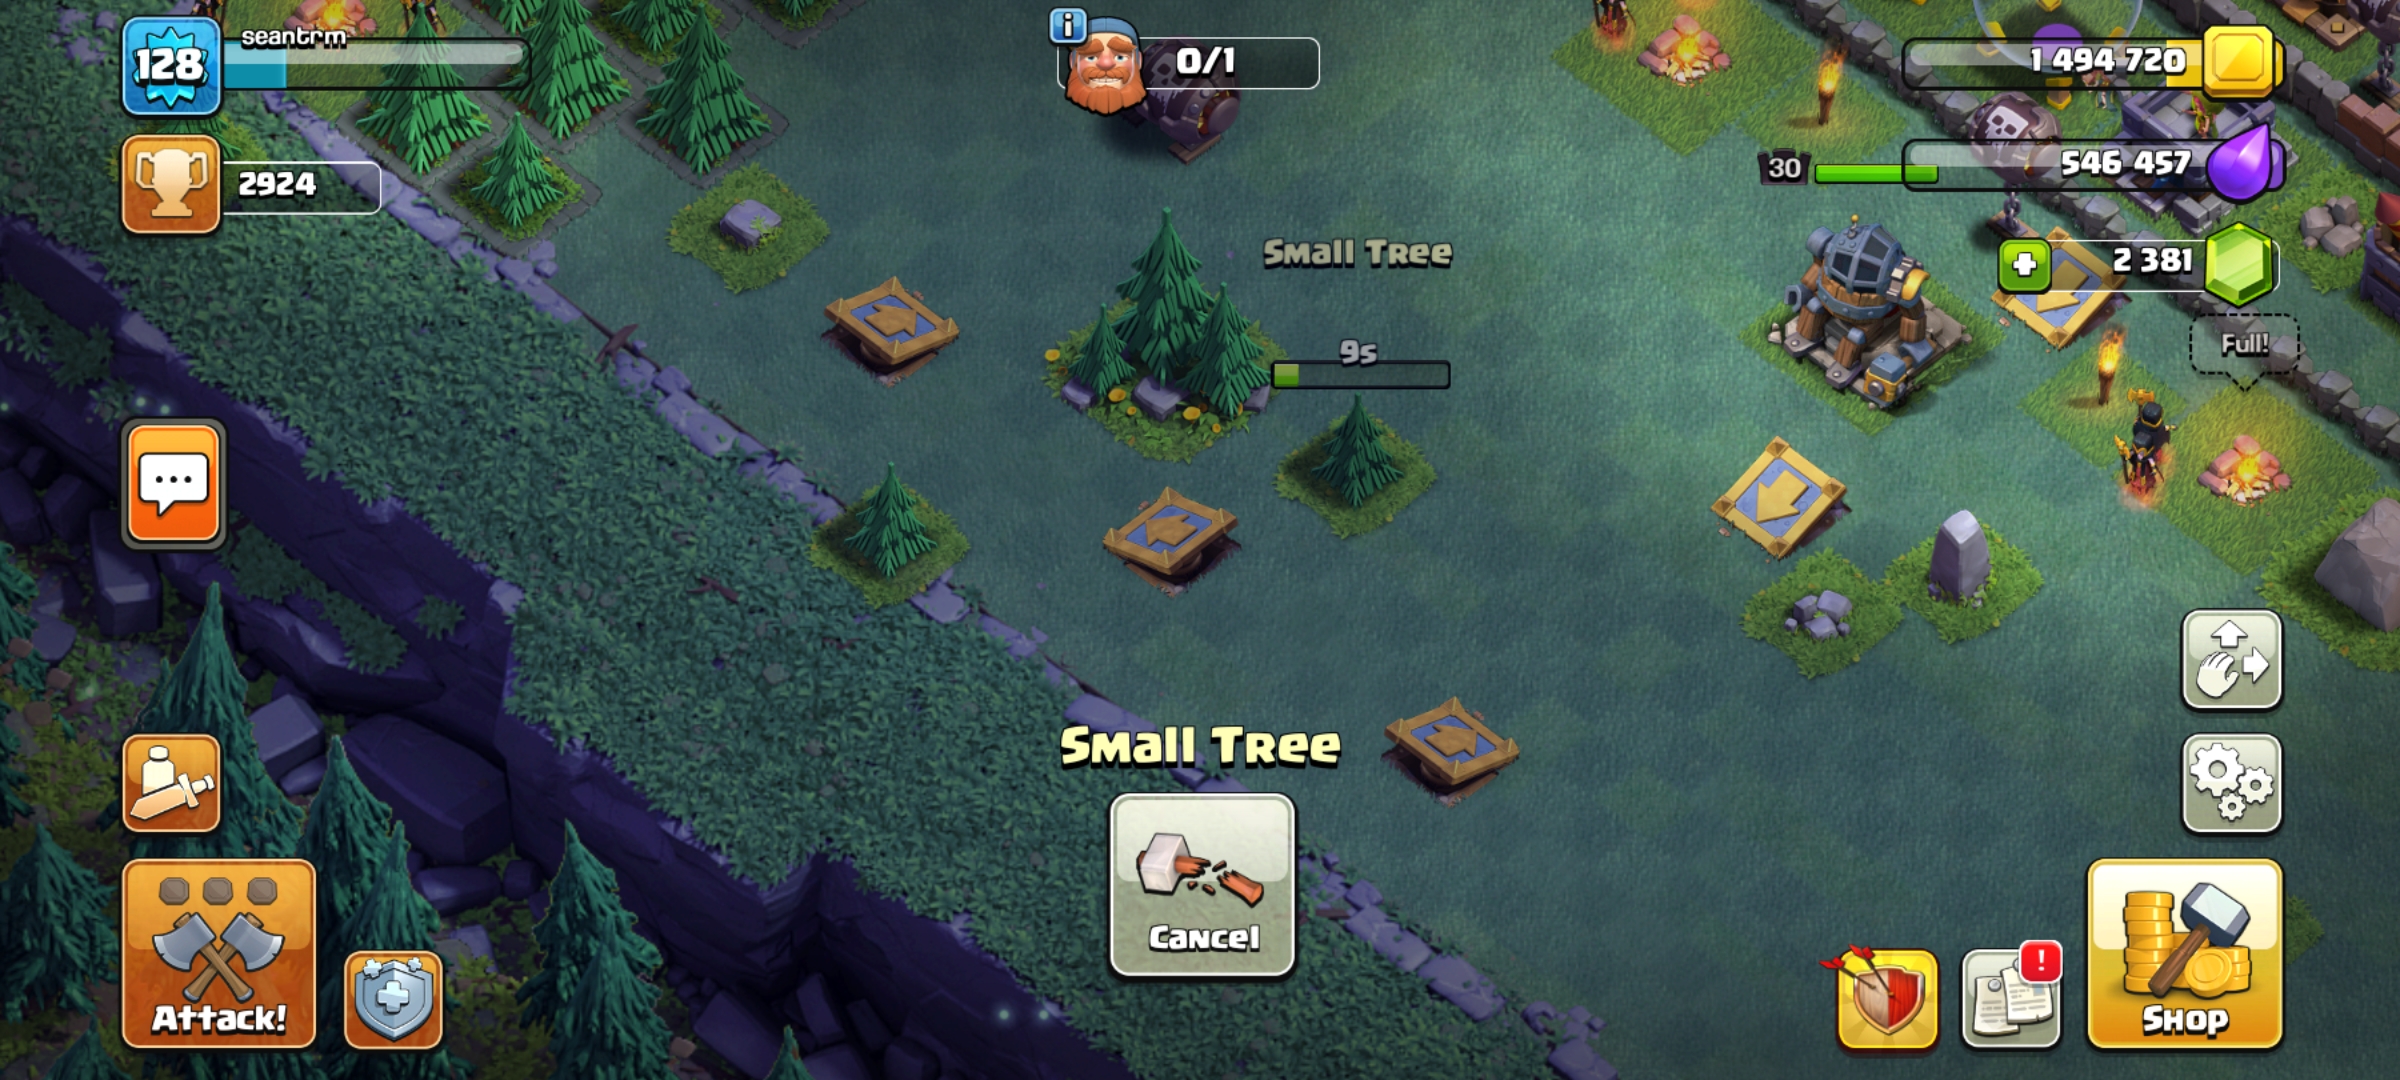 128
seantrm
i
0/1
1 494 720
2924
30
546 457
Small Tree
2 381
Full!
9s
Small Tree
Cancel
!
Attack!
Shop